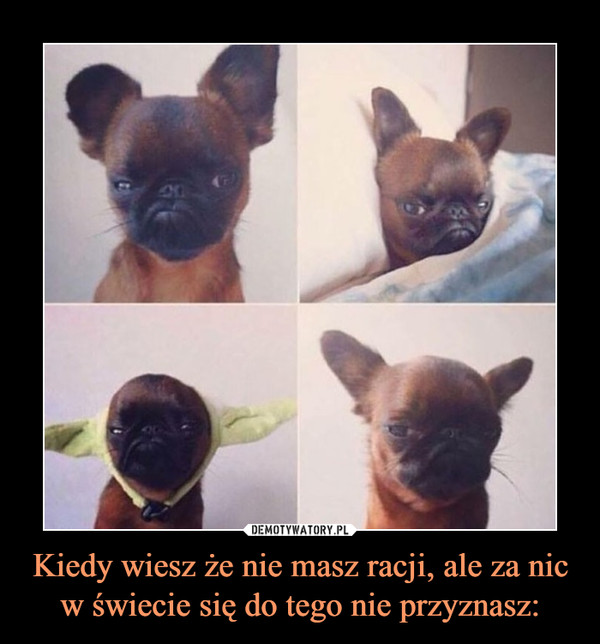 DEMOTYWATORY.PL
Kiedy wiesz że nie masz racji, ale za nic
w świecie się do tego nie przyznasz: